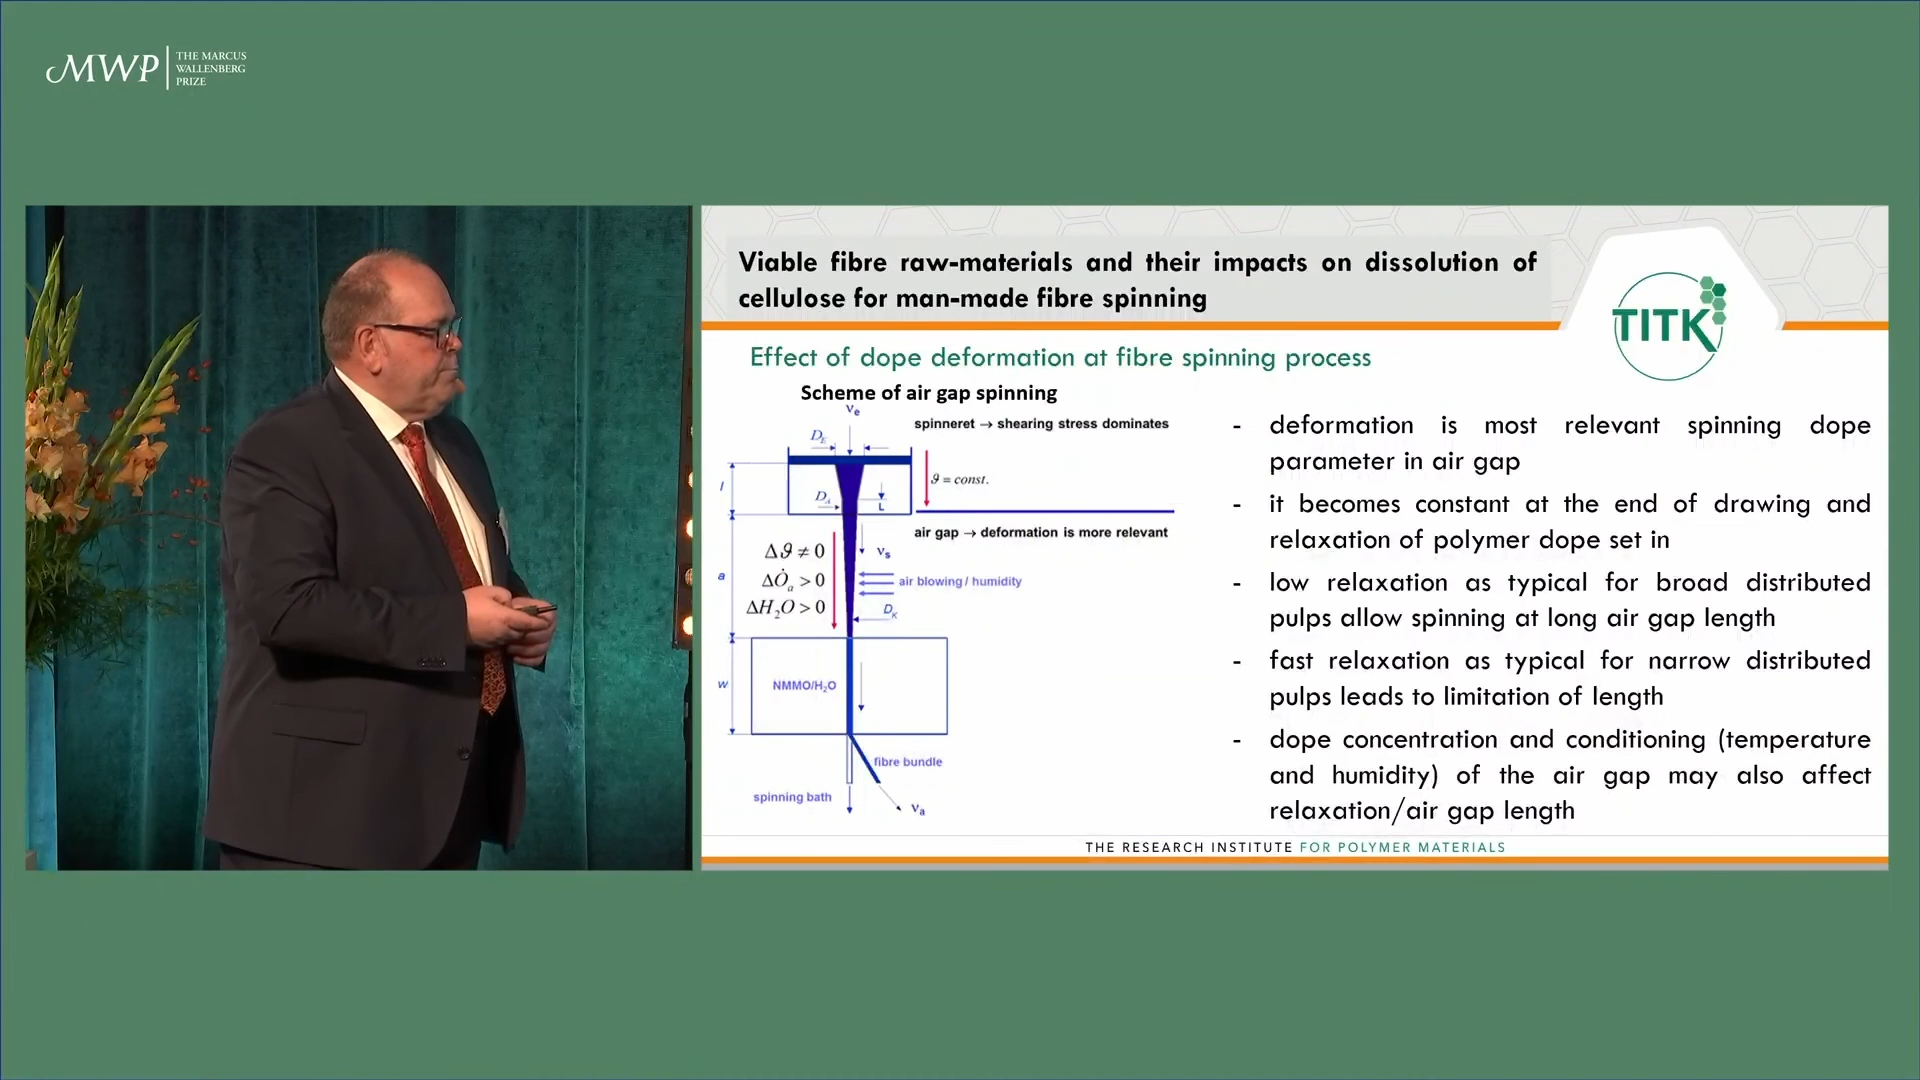 MWP
THE MARCUS
WALLENBERG
PRIZE
Viable fibre raw-materials and their impacts on dissolution of
cellulose for man-made fibre spinning
TITK
Effect of dope deformation at fibre spinning process
Scheme of air gap spinning
νe
spinneret → shearing stress dominates
DE
l
ϑ = const.
DA
L
air gap → deformation is more relevant
Δϑ ≠ 0
νs
a
ΔȮa > 0
air blowing / humidity
ΔH₂O > 0
DK
w
NMMO/H₂O
fibre bundle
spinning bath
νa
- deformation is most relevant spinning dope
parameter in air gap
- it becomes constant at the end of drawing and
relaxation of polymer dope set in
- low relaxation as typical for broad distributed
pulps allow spinning at long air gap length
- fast relaxation as typical for narrow distributed
pulps leads to limitation of length
- dope concentration and conditioning (temperature
and humidity) of the air gap may also affect
relaxation/air gap length
THE RESEARCH INSTITUTE FOR POLYMER MATERIALS